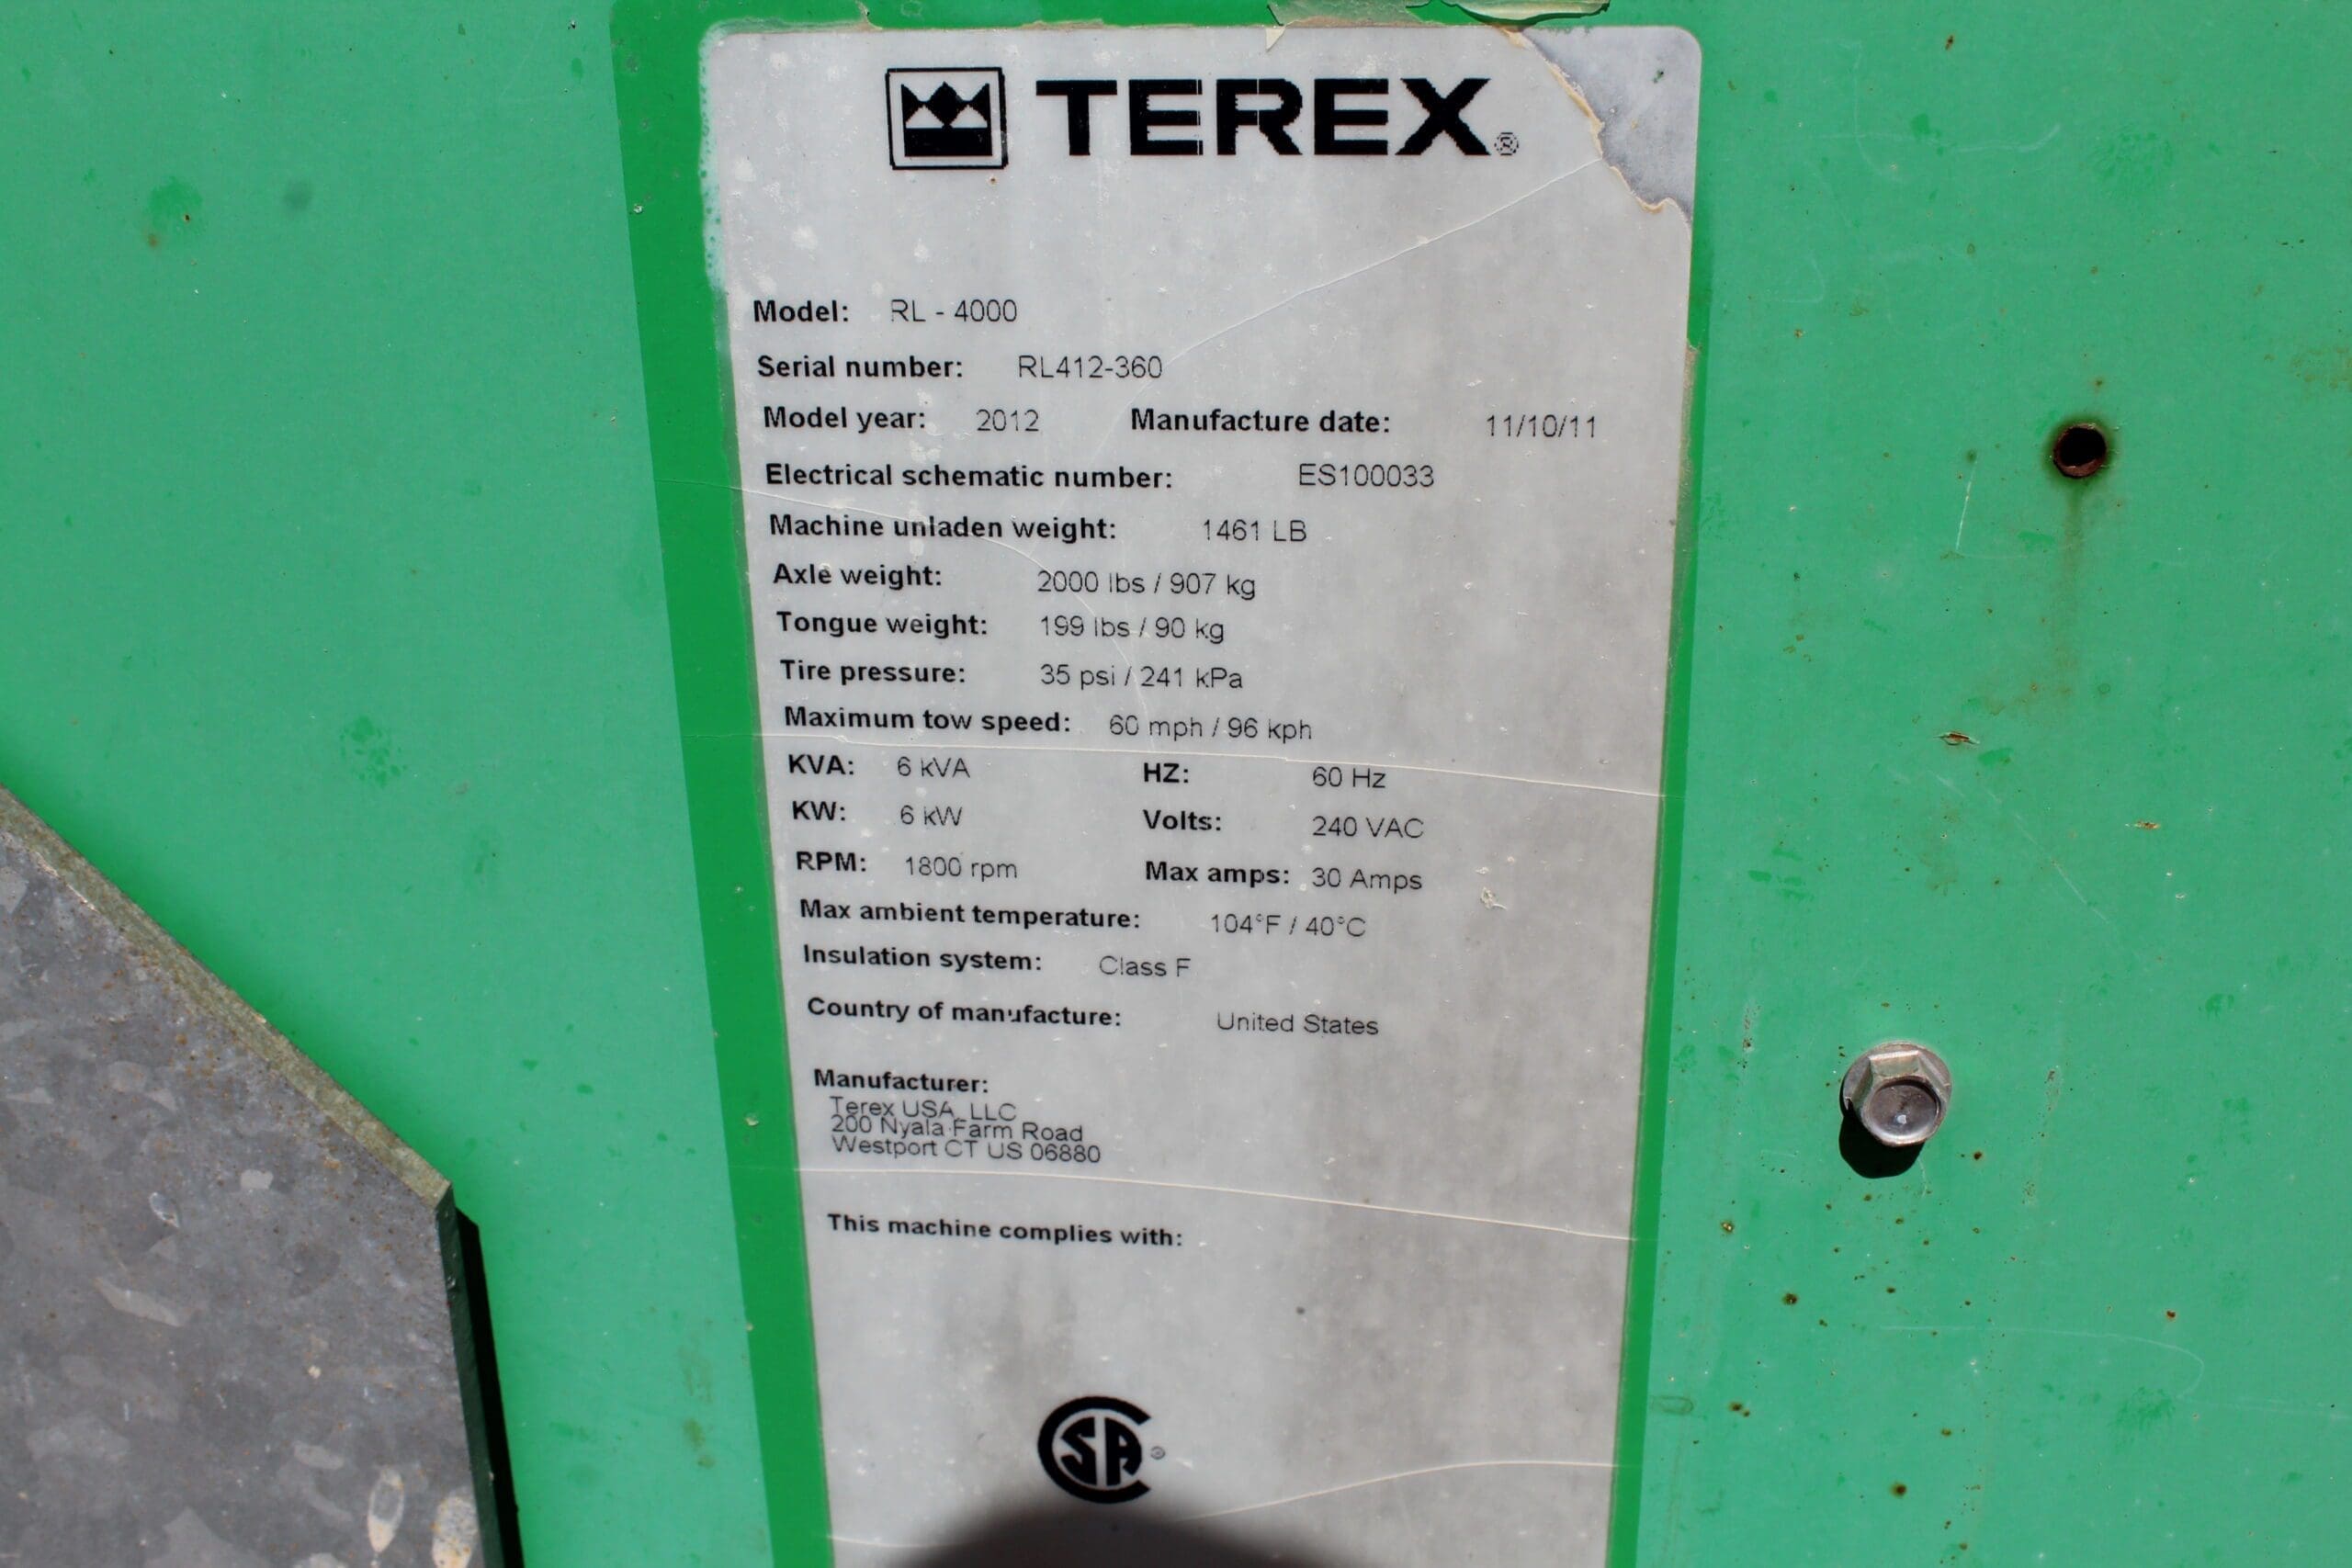 TEREX®
Model: RL - 4000
Serial number: RL412-360
Model year: 2012 Manufacture date: 11/10/11
Electrical schematic number: ES100033
Machine unladen weight: 1461 LB
Axle weight: 2000 lbs / 907 kg
Tongue weight: 199 lbs / 90 kg
Tire pressure: 35 psi / 241 kPa
Maximum tow speed: 60 mph / 96 kph
KVA: 6 kVA HZ: 60 Hz
KW: 6 kW Volts: 240 VAC
RPM: 1800 rpm Max amps: 30 Amps
Max ambient temperature: 104°F / 40°C
Insulation system: Class F
Country of manufacture: United States
Manufacturer:
Terex USA, LLC
200 Nyala Farm Road
Westport CT US 06880
This machine complies with:
CSA®